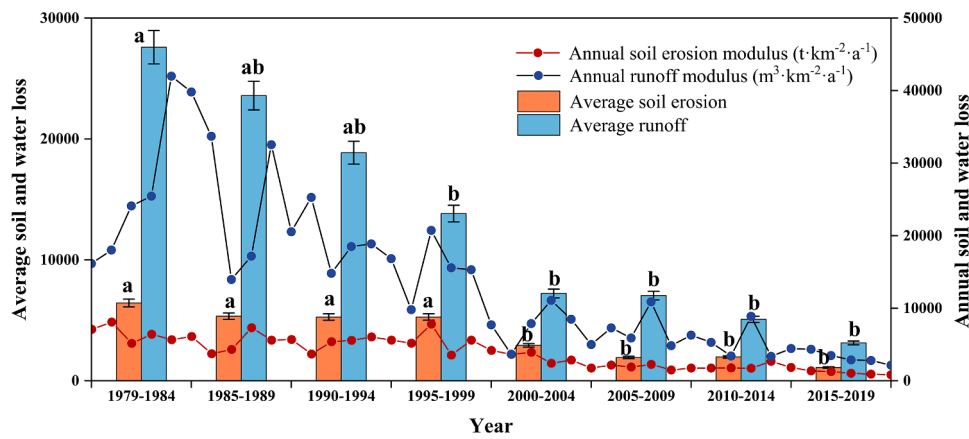 30000
20000
10000
0
Average soil and water loss
50000
40000
30000
20000
10000
0
Annual soil and water loss
Annual soil erosion modulus (t·km⁻²·a⁻¹)
Annual runoff modulus (m³·km⁻²·a⁻¹)
Average soil erosion
Average runoff
a
ab
ab
b
b
b
b
b
a
a
a
a
b
b
b
b
1979-1984
1985-1989
1990-1994
1995-1999
2000-2004
2005-2009
2010-2014
2015-2019
Year